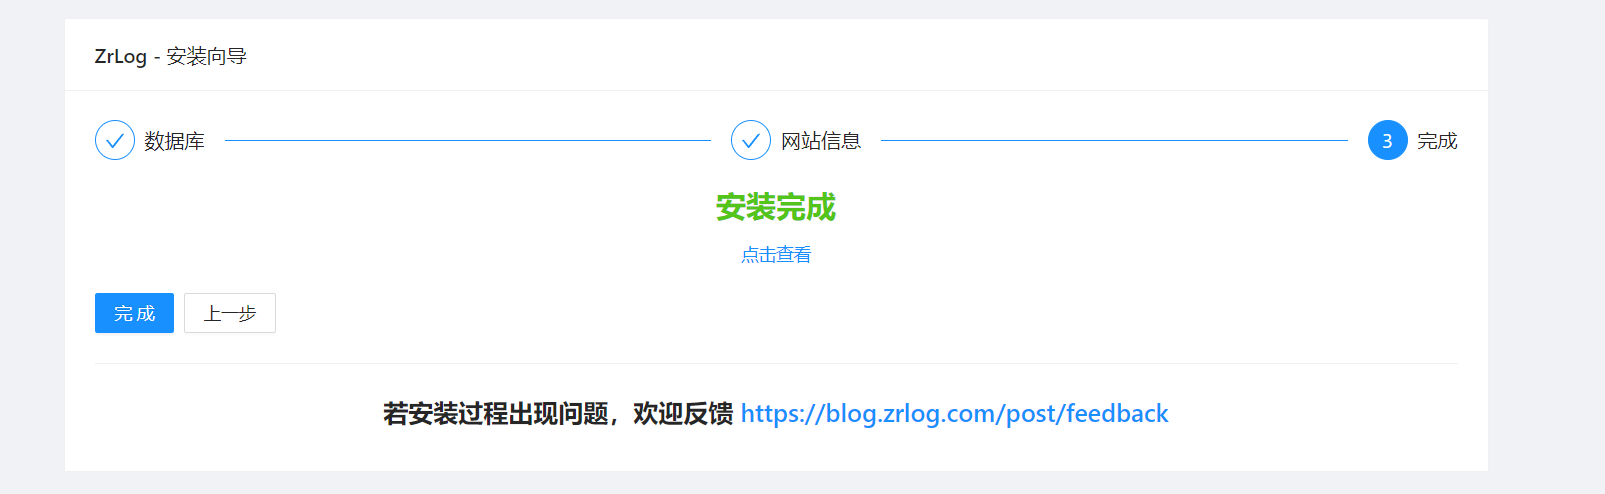 ZrLog - 安装向导
数据库
网站信息
3 完成
安装完成
点击查看
完成 上一步
若安装过程出现问题，欢迎反馈 https://blog.zrlog.com/post/feedback